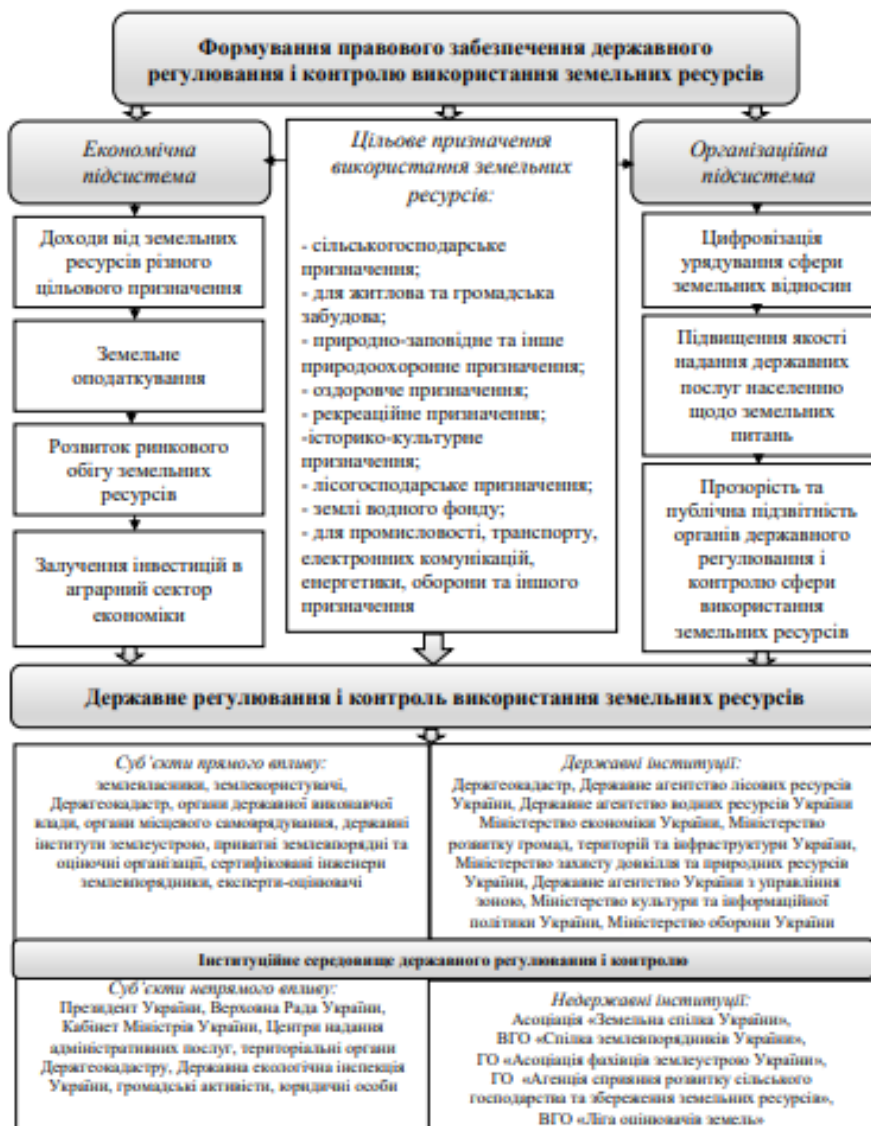 Формування правового забезпечення державного
регулювання і контролю використання земельних ресурсів
Економічна
підсистема
Доходи від земельних
ресурсів різного
цільового призначення
Земельне
оподаткування
Розвиток ринкового
обігу земельних
ресурсів
Залучення інвестицій в
аграрний сектор
економіки
Цільове призначення
використання земельних
ресурсів:
- сільськогосподарське
призначення;
- для житлова та громадська
забудова;
- природно-заповідне та інше
природоохоронне призначення;
- оздоровче призначення;
- рекреаційне призначення;
-історико-культурне
призначення;
- лісогосподарське призначення;
- землі водного фонду;
- для промисловості, транспорту,
електронних комунікацій,
енергетики, оборони та іншого
призначення
Організаційна
підсистема
Цифровізація
урядування сфери
земельних відносин
Підвищення якості
надання державних
послуг населенню
щодо земельних
питань
Прозорість та
публічна підзвітність
органів державного
регулювання і
контролю сфери
використання
земельних ресурсів
Державне регулювання і контроль використання земельних ресурсів
Суб’єкти прямого впливу:
землевласники, землекористувачі,
Держгеокадастр, органи державної виконавчої
влади, органи місцевого самоврядування, державні
інститути землеустрою, приватні землевпорядні та
оціночні організації, сертифіковані інженери
землевпорядники, експерти-оцінювачі
Державні інституції:
Держгеокадастр, Державне агентство лісових ресурсів
України, Державне агентство водних ресурсів України
Міністерство економіки України, Міністерство
розвитку громад, територій та інфраструктури України,
Міністерство захисту довкілля та природних ресурсів
України, Державне агентство України з управління
зоною, Міністерство культури та інформаційної
політики України, Міністерство оборони України
Інституційне середовище державного регулювання і контролю
Суб’єкти непрямого впливу:
Президент України, Верховна Рада України,
Кабінет Міністрів України, Центри надання
адміністративних послуг, територіальні органи
Держгеокадастру, Державна екологічна інспекція
України, громадські активісти, юридичні особи
Недержавні інституції:
Асоціація «Земельна спілка України»,
ВГО «Спілка землевпорядників України»,
ГО «Асоціація фахівців землеустрою України»,
ГО «Агенція сприяння розвитку сільського
господарства та збереження земельних ресурсів»,
ВГО «Ліга оцінювачів земель»